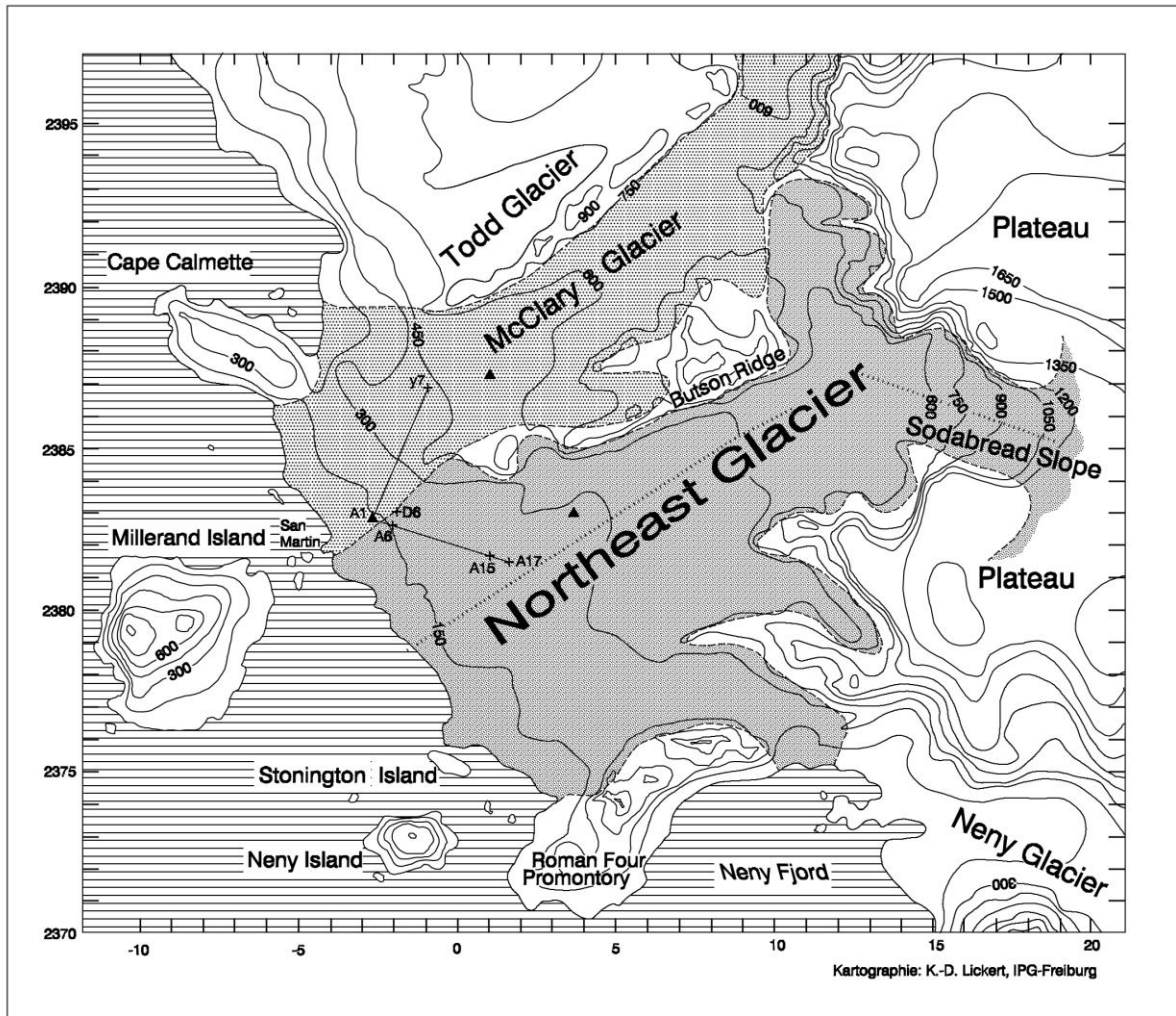 2395
600
750
900
Todd Glacier
McClary Glacier
600
Plateau
Cape Calmette
2390
450
1650
1500
300
y7
Butson Ridge
1350
300
600
750
900
1050
1200
2385
Sodabread Slope
A1
D6
San
Martin
A6
Millerand Island
A15
A17
Northeast Glacier
Plateau
2380
600
300
150
2375
Stonington Island
Neny Island
Roman Four
Promontory
Neny Fjord
Neny Glacier
300
2370
-10
-5
0
5
10
15
20
Kartographie: K.-D. Lickert, IPG-Freiburg